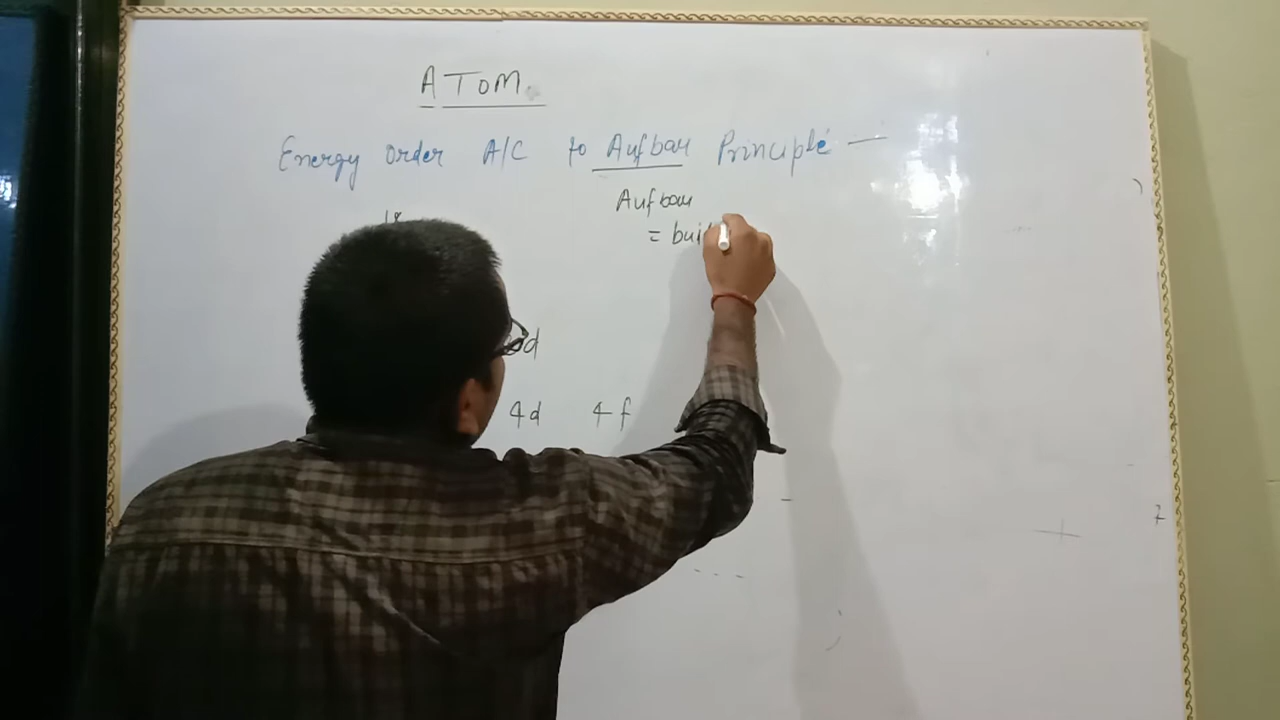 ATOM
Energy order A/C to Aufbau Principle —
Aufbau
1s
= buil
d
4d 4f